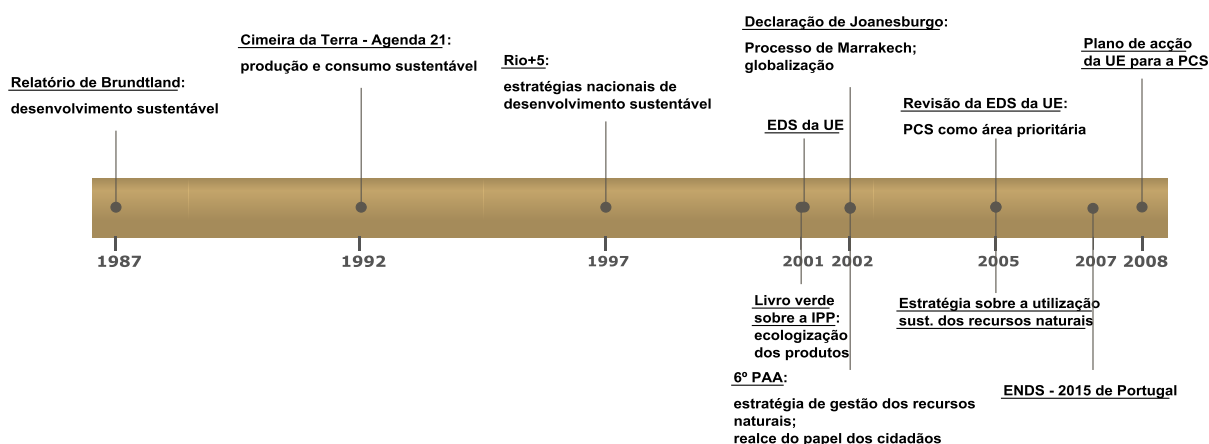 Declaração de Joanesburgo:
Processo de Marrakech;
globalização
Cimeira da Terra - Agenda 21:
produção e consumo sustentável
Plano de acção
da UE para a PCS
Rio+5:
estratégias nacionais de
desenvolvimento sustentável
Relatório de Brundtland:
desenvolvimento sustentável
Revisão da EDS da UE:
PCS como área prioritária
EDS da UE
1987
1992
1997
2001
2002
2005
2007
2008
Livro verde
sobre a IPP:
ecologização
dos produtos
Estratégia sobre a utilização
sust. dos recursos naturais
6º PAA:
estratégia de gestão dos recursos
naturais;
realce do papel dos cidadãos
ENDS - 2015 de Portugal